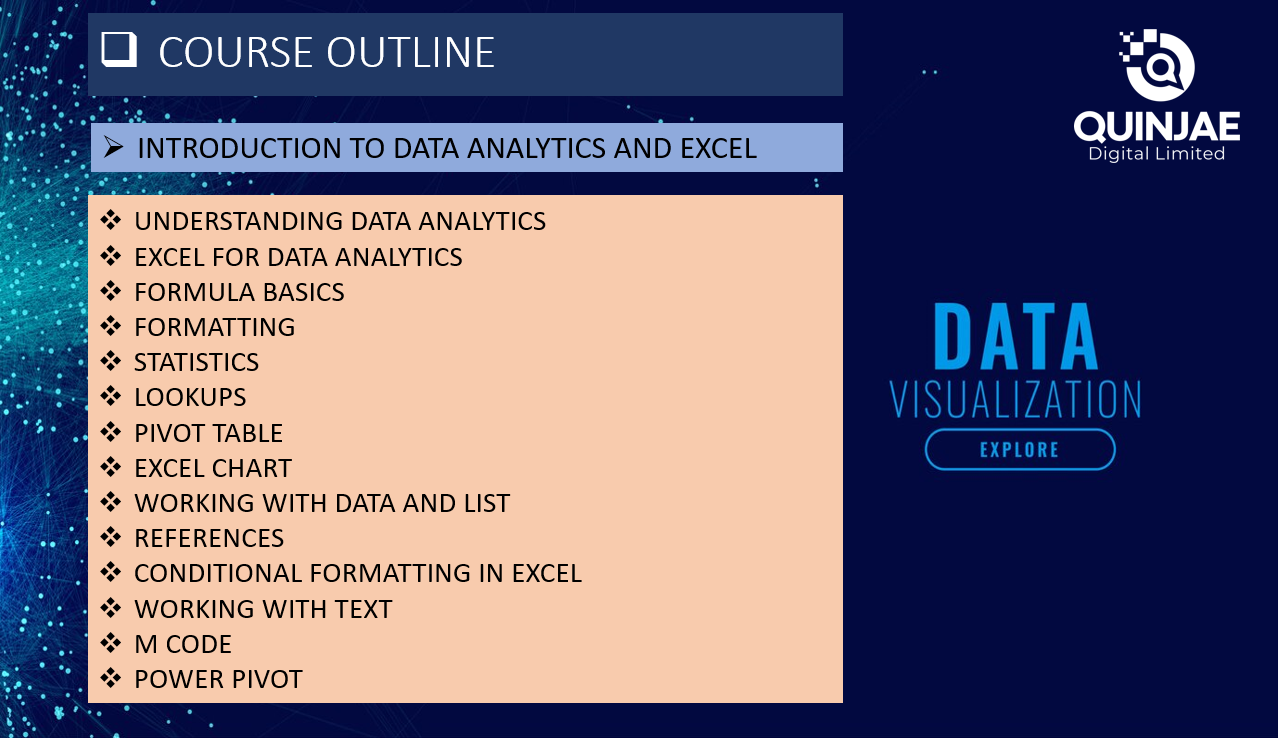 COURSE OUTLINE
INTRODUCTION TO DATA ANALYTICS AND EXCEL
UNDERSTANDING DATA ANALYTICS
EXCEL FOR DATA ANALYTICS
FORMULA BASICS
FORMATTING
STATISTICS
LOOKUPS
PIVOT TABLE
EXCEL CHART
WORKING WITH DATA AND LIST
REFERENCES
CONDITIONAL FORMATTING IN EXCEL
WORKING WITH TEXT
M CODE
POWER PIVOT
QUINJAE
Digital Limited
DATA
VISUALIZATION
EXPLORE